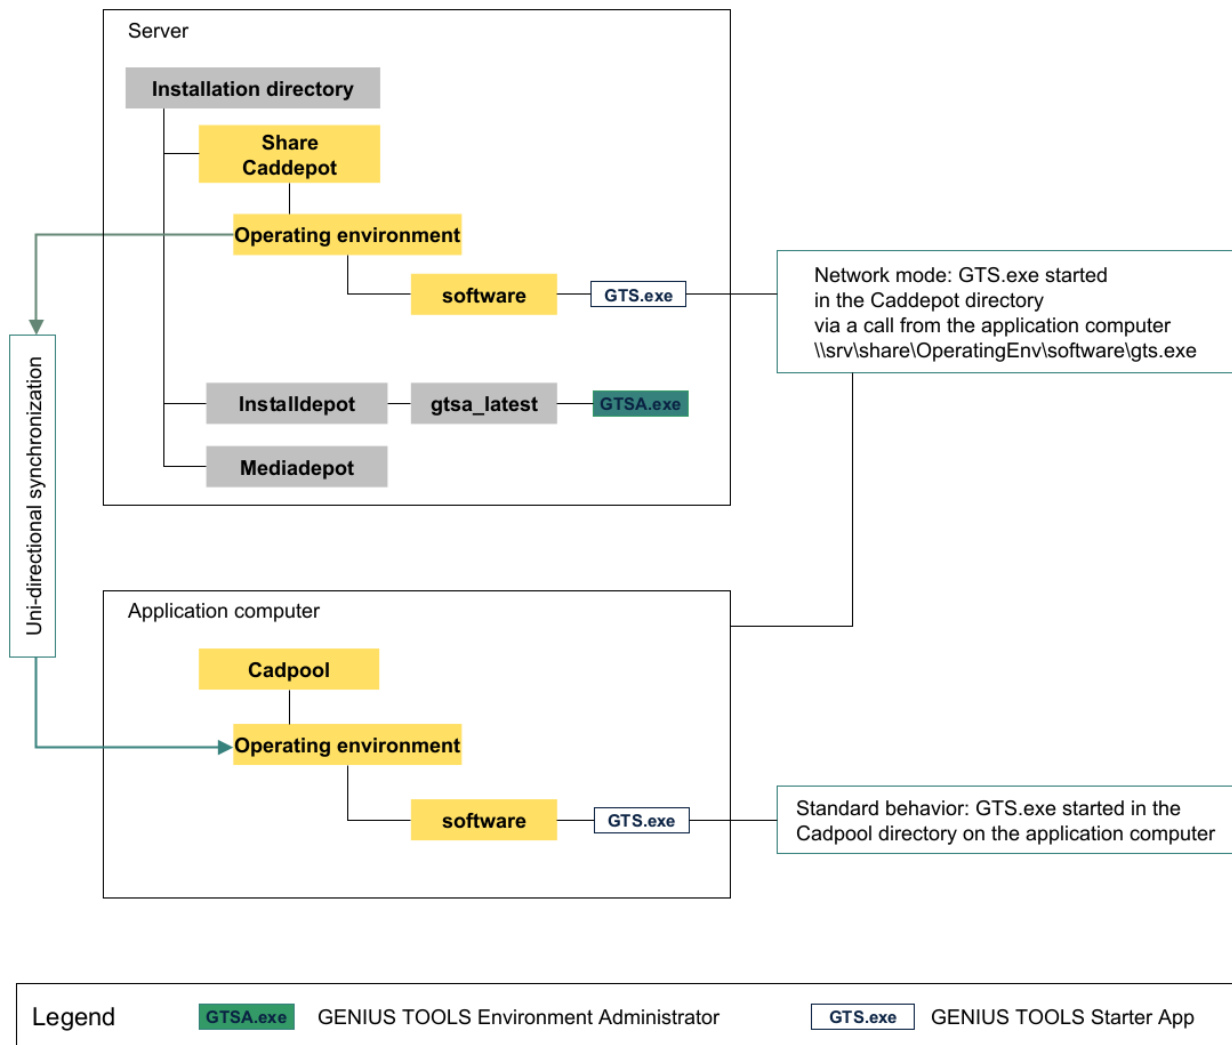 Server
Installation directory
Share
Caddepot
Operating environment
software
GTS.exe
Network mode: GTS.exe started
in the Caddepot directory
via a call from the application computer
\\srv\share\OperatingEnv\software\gts.exe
Uni-directional synchronization
Installdepot
gtsa_latest
GTSA.exe
Mediadepot
Application computer
Cadpool
Operating environment
software
GTS.exe
Standard behavior: GTS.exe started in the
Cadpool directory on the application computer
Legend
GTSA.exe
GENIUS TOOLS Environment Administrator
GTS.exe
GENIUS TOOLS Starter App